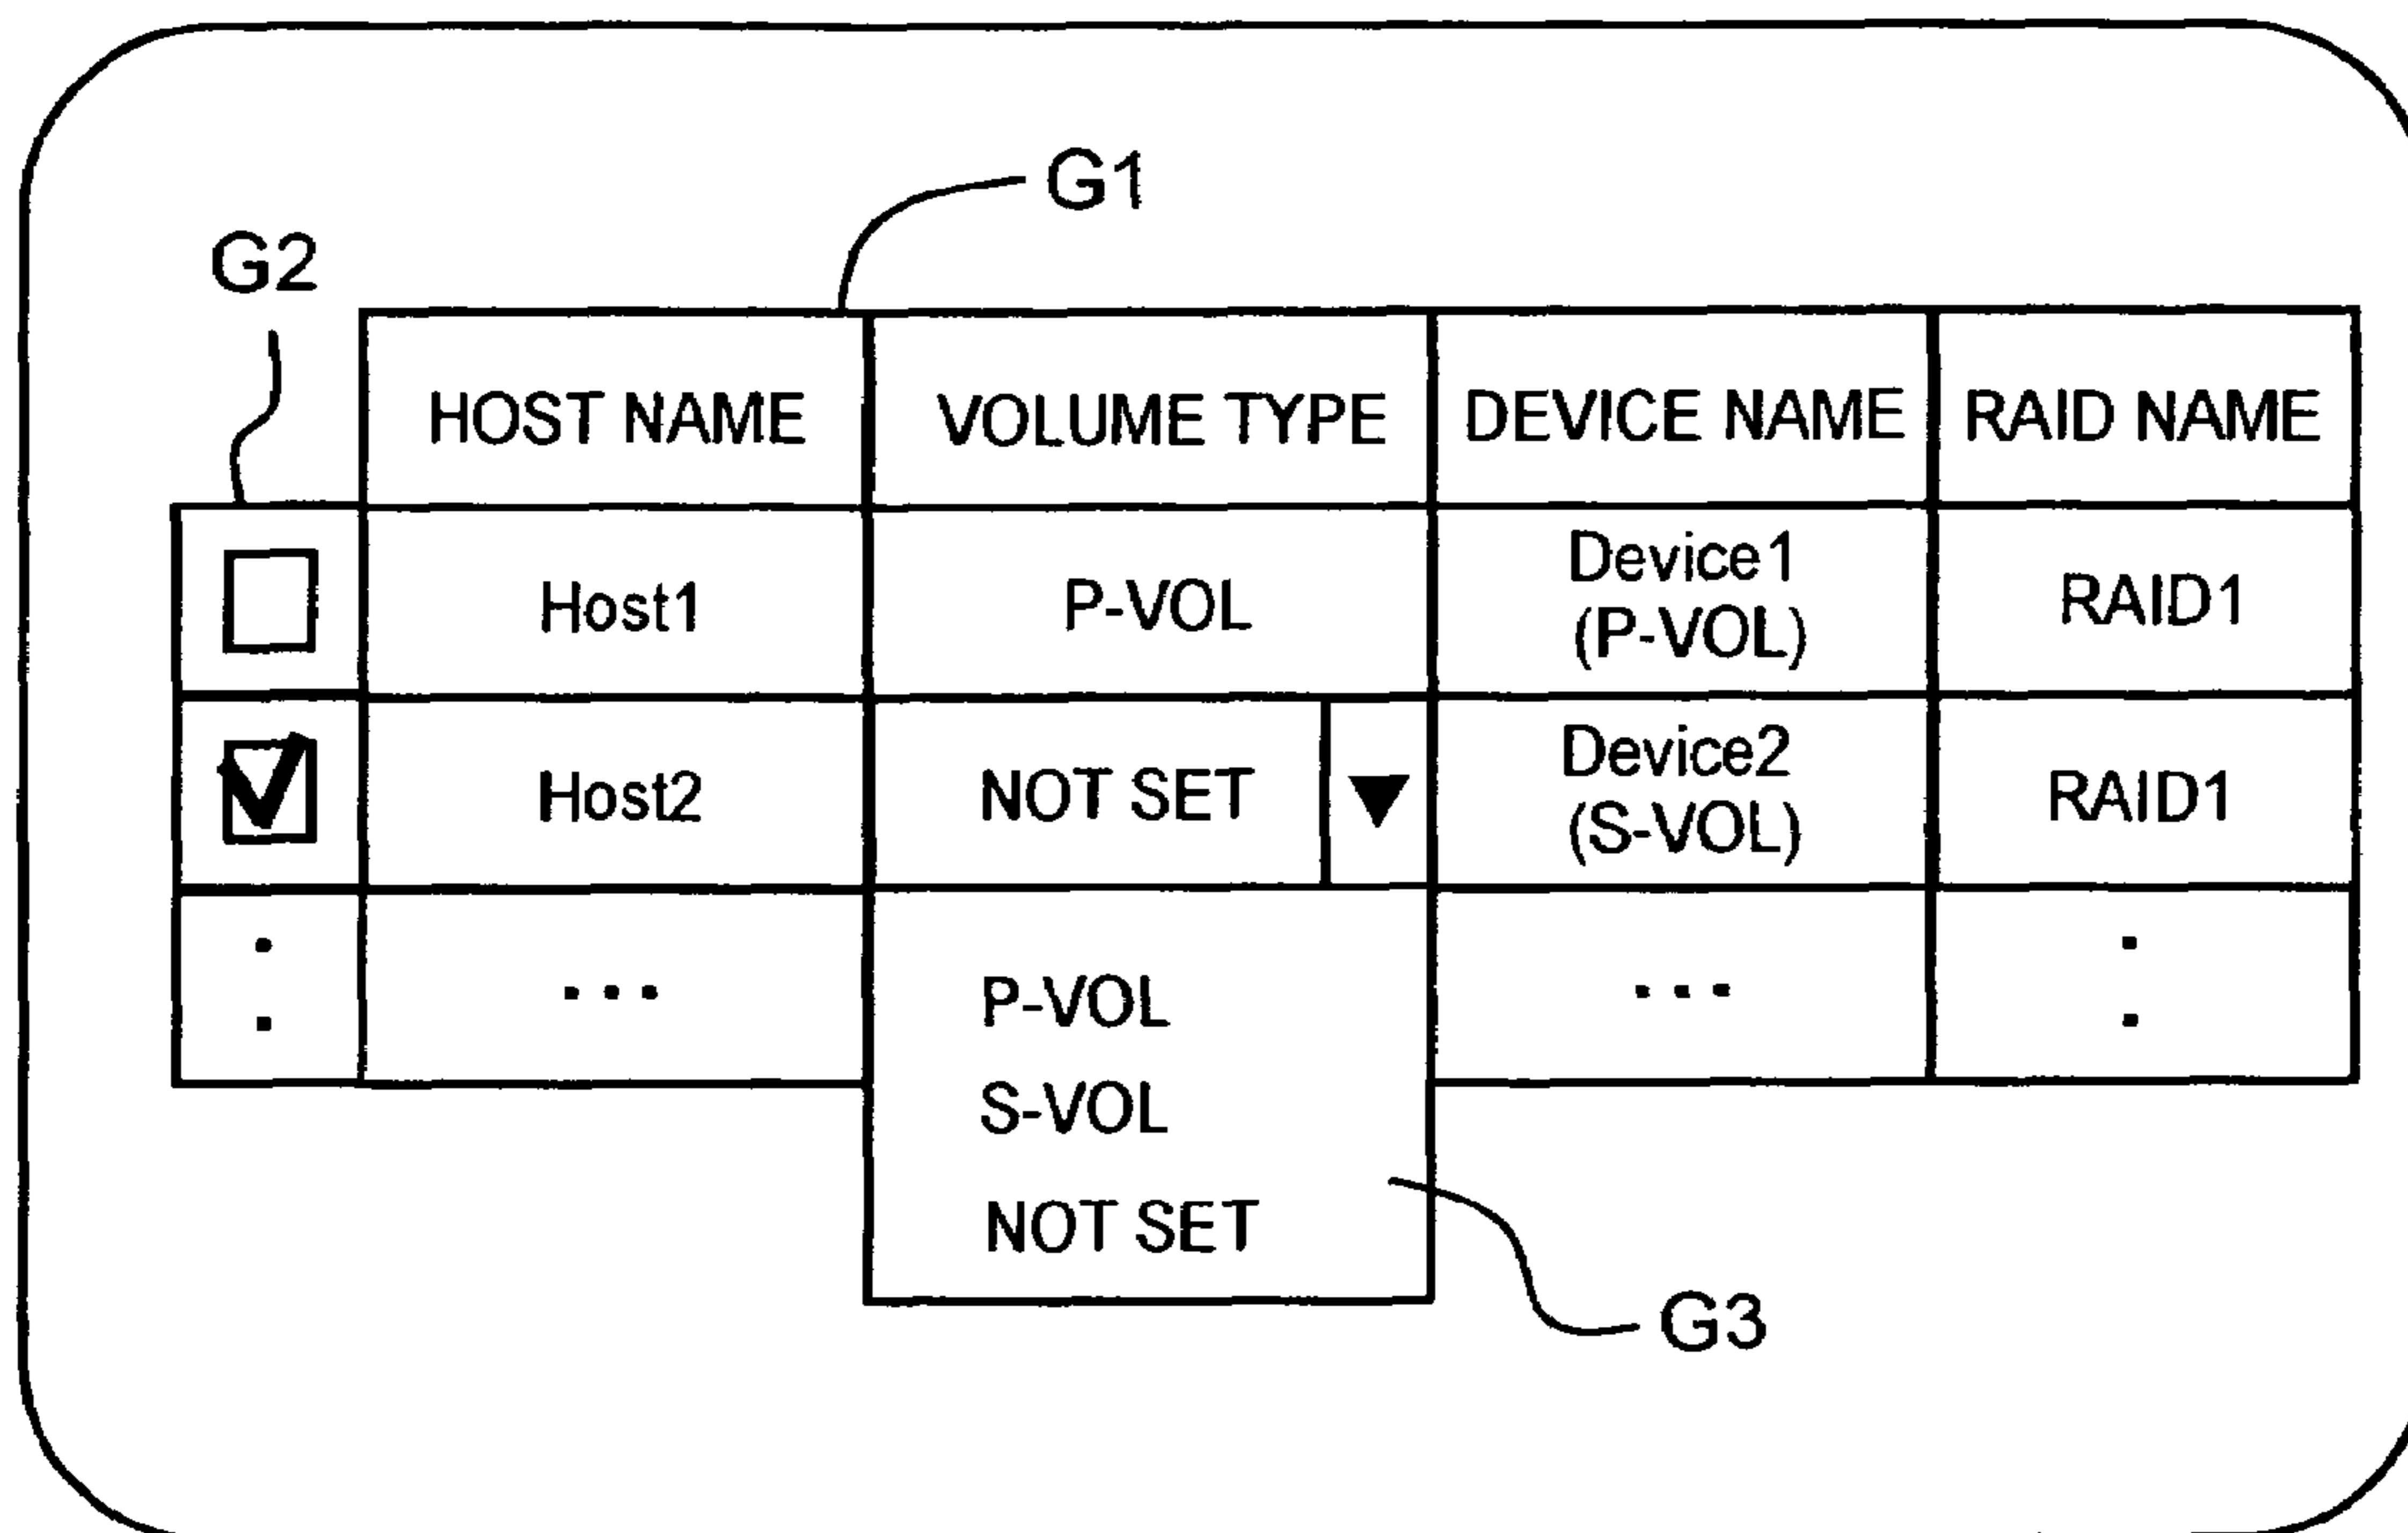 G1
G2
HOST NAME VOLUME TYPE DEVICE NAME RAID NAME
Host1 P-VOL Device1 (P-VOL) RAID1
Host2 NOT SET ▼ Device2 (S-VOL) RAID1
: ... ... :
P-VOL
S-VOL
NOT SET
G3